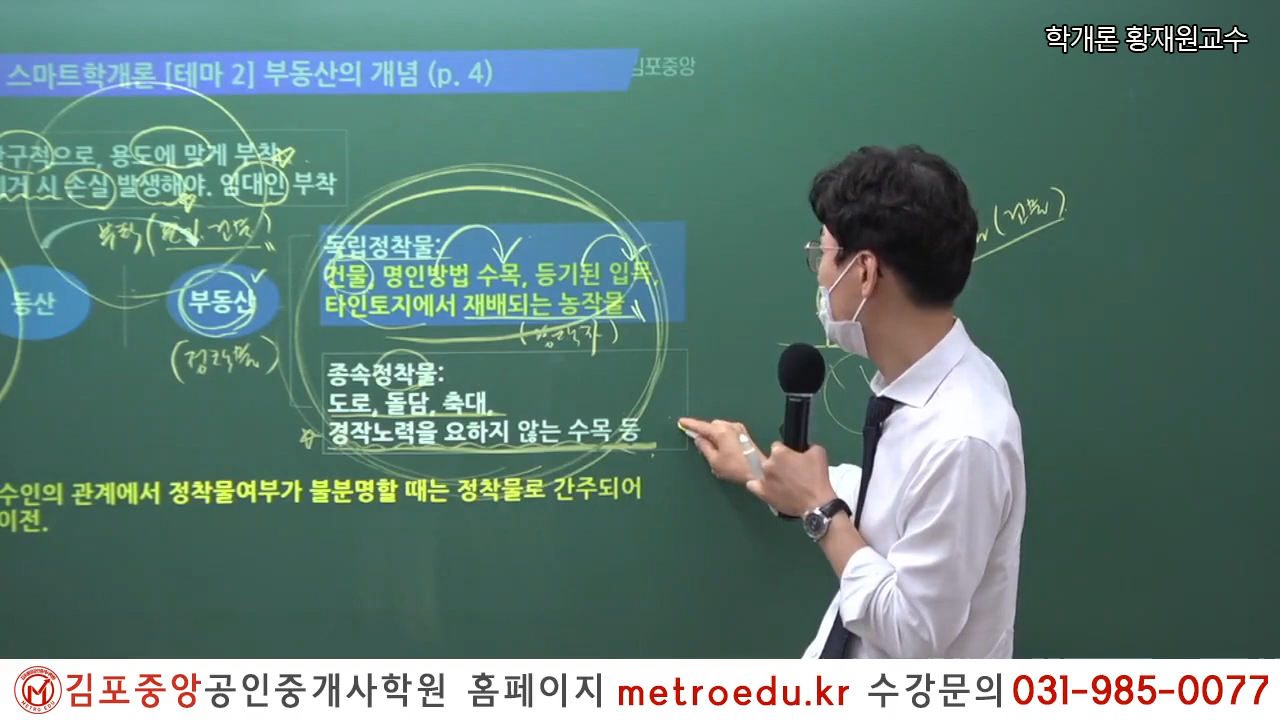 학개론 황재원교수
스마트학개론 [테마 2] 부동산의 개념 (p. 4)
김포중앙
구적으로, 용도에 맞게 부착
시 손실 발생해야. 임대인 부착
독립정착물:
건물, 명인방법 수목, 등기된 입목,
타인토지에서 재배되는 농작물
동산
부동산
(정착물)
종속정착물:
도로, 돌담, 축대,
경작노력을 요하지 않는 수목 등
수인의 관계에서 정착물여부가 불분명할 때는 정착물로 간주되어
이전.
METRO EDU
김포중앙공인중개사학원 홈페이지 metroedu.kr 수강문의 031-985-0077